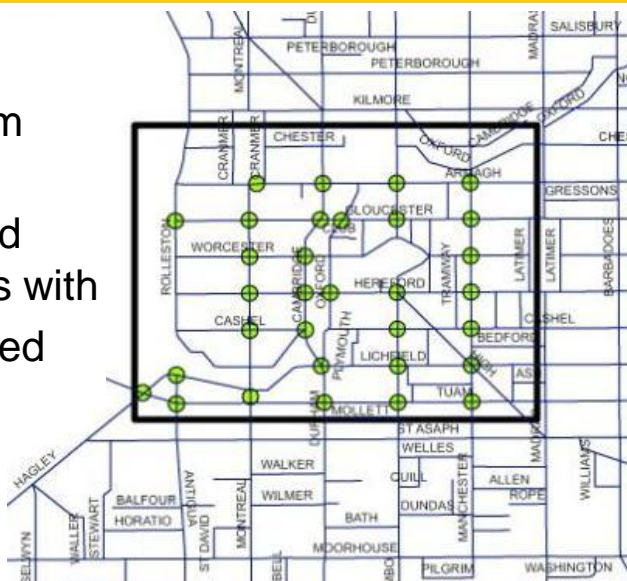 m
d
s with
ed
SALISBURY
PETERBOROUGH
PETERBOROUGH
MONTREAL
MADRAS
KILMORE
CAMBRIDGE
OXFORD
OXFORD
CRANMER
CRANMER
CHESTER
CHES
ARMAGH
GRESSONS
GLOUCESTER
ROLLESTON
WORCESTER
CAMBRIDGE
OXFORD
TRAMWAY
LATIMER
LATIMER
BARBADOES
HEREFORD
CASHEL
CASHEL
PLYMOUTH
BEDFORD
LICHFIELD
HIGH
ASH
TUAM
MOLLETT
DURHAM
ST ASAPH
WELLES
HAGLEY
WALKER
QUILL
ALLEN
WILLIAMS
ANTIGUA
MONTREAL
WILMER
MANCHESTER
ROPE
BALFOUR
DUNDAS
STEWART
HORATIO
ST DAVID
BATH
WALLER
MOORHOUSE
SELWYN
BELL
PILGRIM
WASHINGTON